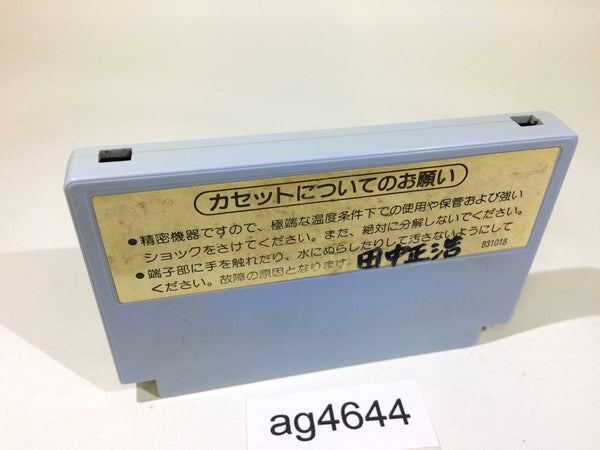 カセットについてのお願い
●精密機器ですので、極端な温度条件下での使用や保管および強い
ショックをさけてください。また、絶対に分解しないでください。
●端子部に手を触れたり、水にぬらしたりして汚さないようにして
ください。故障の原因となります。
田中正浩
831018
ag4644